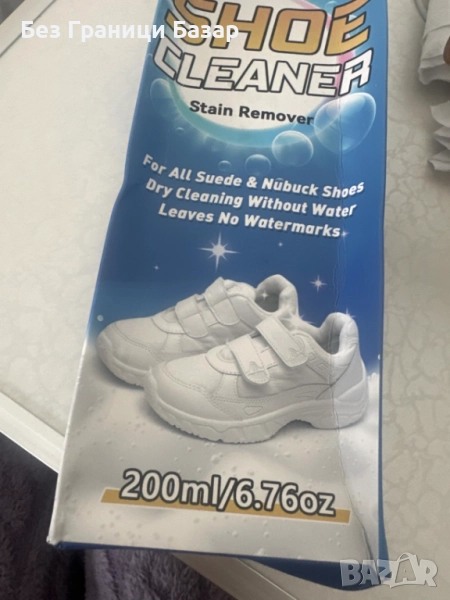 Без Граници Базар
SHOE
CLEANER
Stain Remover
For All Suede & Nubuck Shoes
Dry Cleaning Without Water
Leaves No Watermarks
200ml/6.76oz
BAZAR